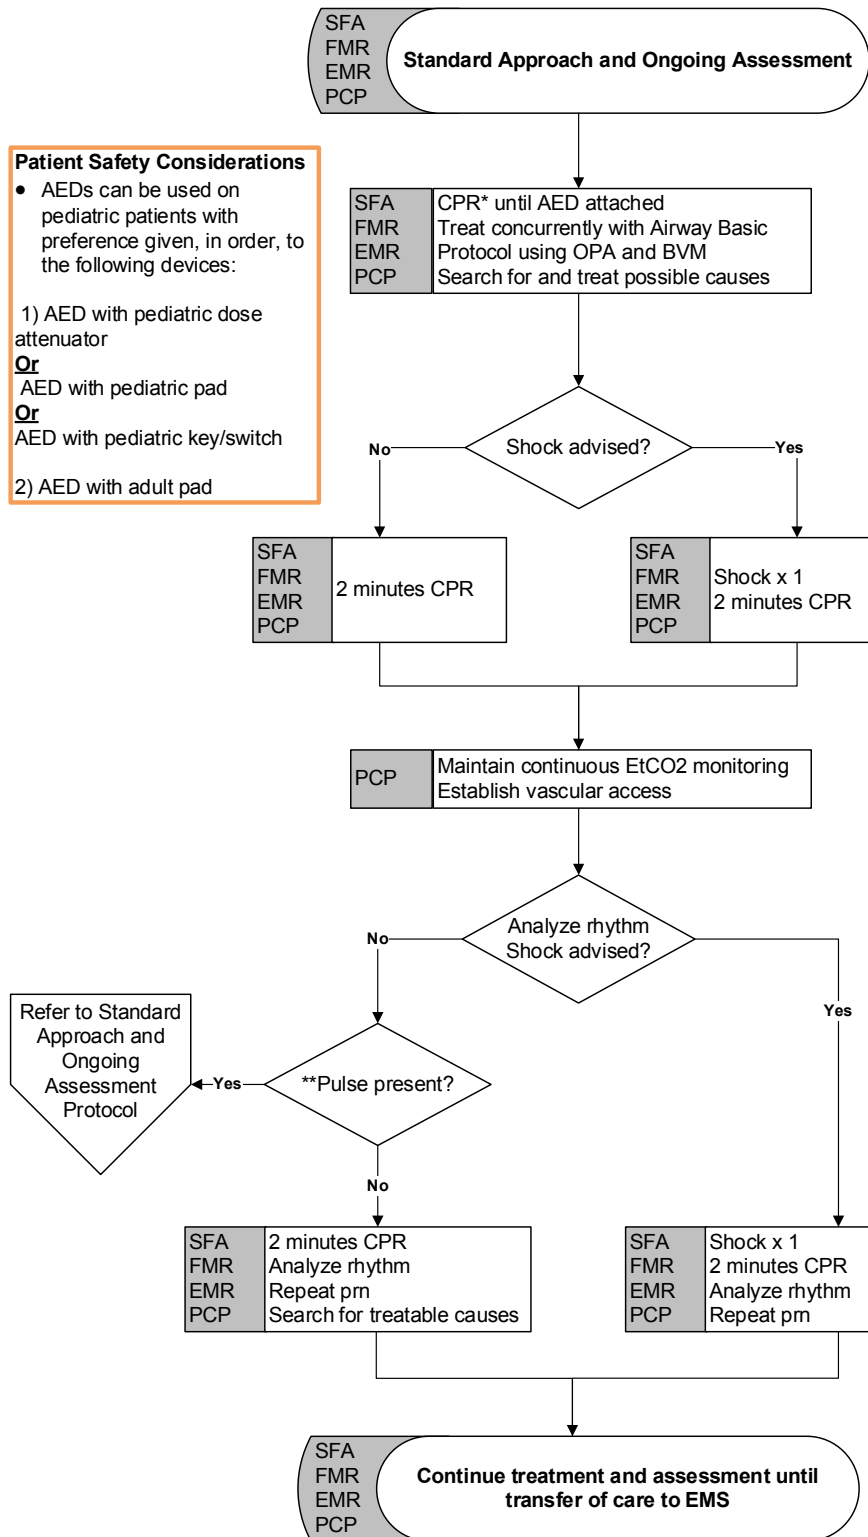 SFA
FMR
EMR
PCP
Standard Approach and Ongoing Assessment
Patient Safety Considerations
• AEDs can be used on
pediatric patients with
preference given, in order, to
the following devices:
1) AED with pediatric dose
attenuator
Or
AED with pediatric pad
Or
AED with pediatric key/switch
2) AED with adult pad
SFA
FMR
EMR
PCP
CPR* until AED attached
Treat concurrently with Airway Basic
Protocol using OPA and BVM
Search for and treat possible causes
Shock advised?
No
Yes
SFA
FMR
EMR
PCP
2 minutes CPR
SFA
FMR
EMR
PCP
Shock x 1
2 minutes CPR
PCP
Maintain continuous EtCO2 monitoring
Establish vascular access
Analyze rhythm
Shock advised?
No
Yes
Refer to Standard
Approach and
Ongoing
Assessment
Protocol
Yes
**Pulse present?
No
SFA
FMR
EMR
PCP
2 minutes CPR
Analyze rhythm
Repeat prn
Search for treatable causes
SFA
FMR
EMR
PCP
Shock x 1
2 minutes CPR
Analyze rhythm
Repeat prn
SFA
FMR
EMR
PCP
Continue treatment and assessment until
transfer of care to EMS